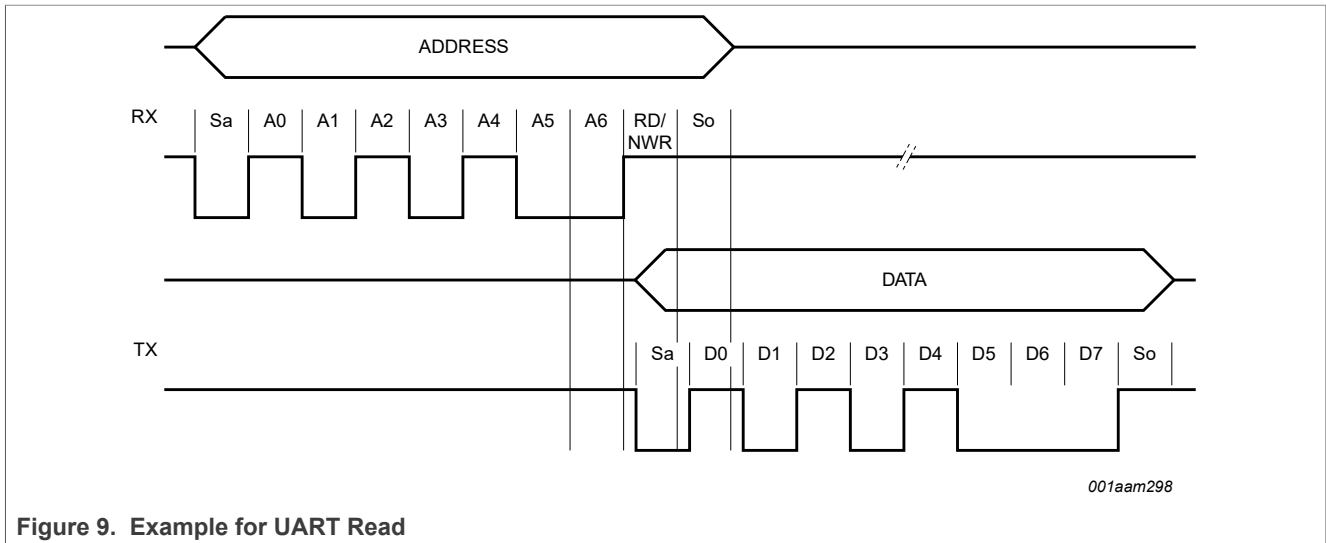 ADDRESS
RX Sa A0 A1 A2 A3 A4 A5 A6 RD/ So
NWR
DATA
TX Sa D0 D1 D2 D3 D4 D5 D6 D7 So
001aam298
Figure 9. Example for UART Read